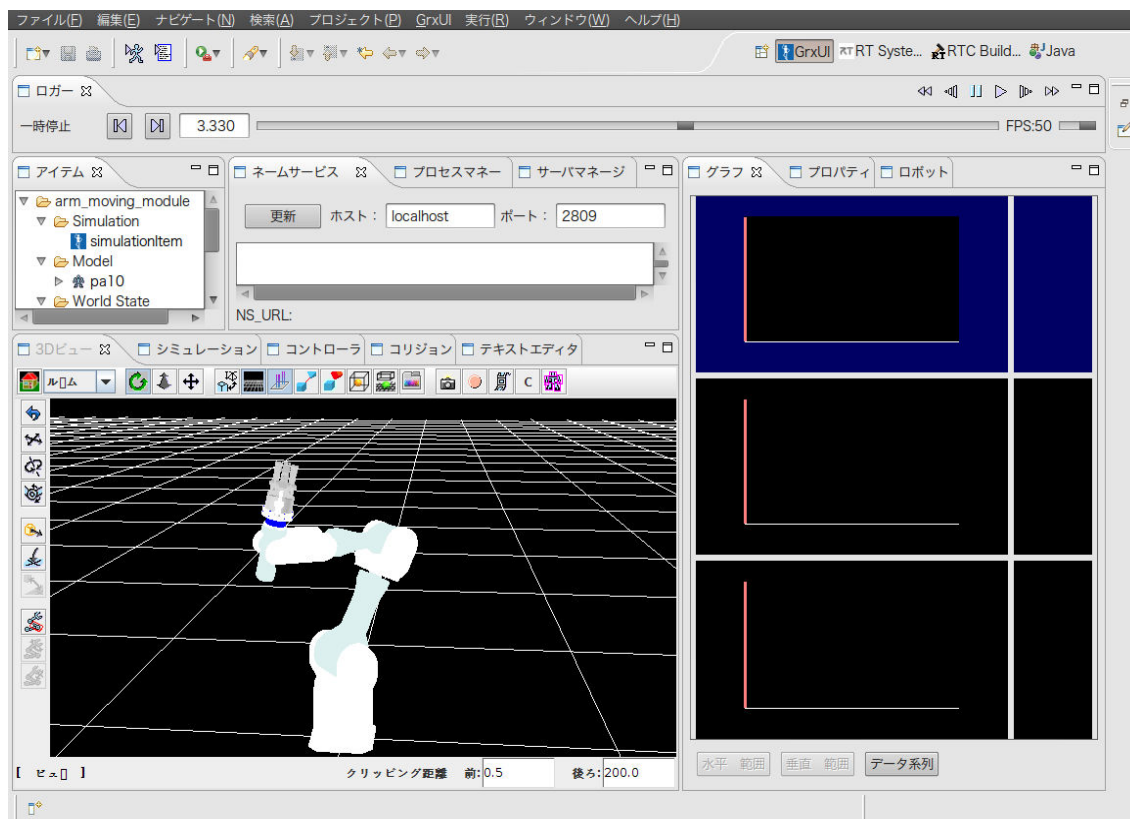 ファイル(F) 編集(E) ナビゲート(N) 検索(A) プロジェクト(P) GrxUI 実行(R) ウィンドウ(W) ヘルプ(H)
GrxUI RT Syste... RTC Build... Java
ロガー
一時停止 3.330 FPS:50
アイテム
arm_moving_module
Simulation
simulationItem
Model
pa10
World State
ネームサービス プロセスマネー サーバマネージ
更新 ホスト： localhost ポート： 2809
NS_URL:
グラフ プロパティ ロボット
3Dビュー シミュレーション コントローラ コリジョン テキストエディタ
ル▯ム
C
[ ビュ▯ ] クリッピング距離 前: 0.5 後ろ: 200.0
水平 範囲 垂直 範囲 データ系列